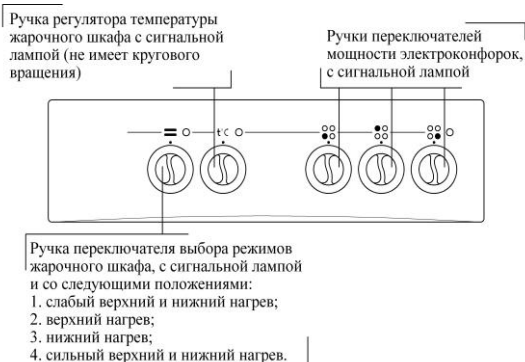 Ручка регулятора температуры
жарочного шкафа с сигнальной
лампой (не имеет кругового
вращения)
Ручки переключателей
мощности электроконфорок,
с сигнальной лампой
t°C
Ручка переключателя выбора режимов
жарочного шкафа, с сигнальной лампой
и со следующими положениями:
1. слабый верхний и нижний нагрев;
2. верхний нагрев;
3. нижний нагрев;
4. сильный верхний и нижний нагрев.